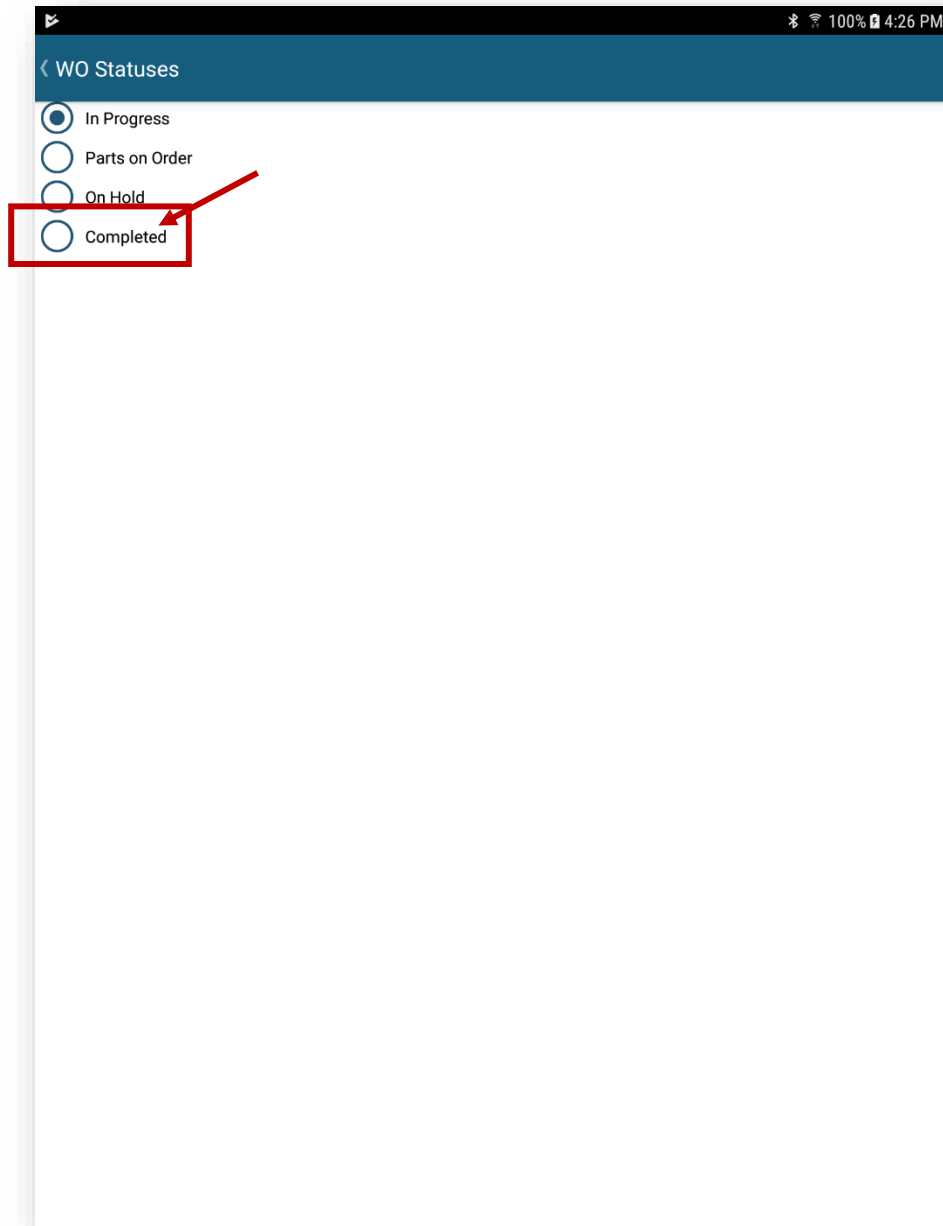 100% 4:26 PM
WO Statuses
In Progress
Parts on Order
On Hold
Completed